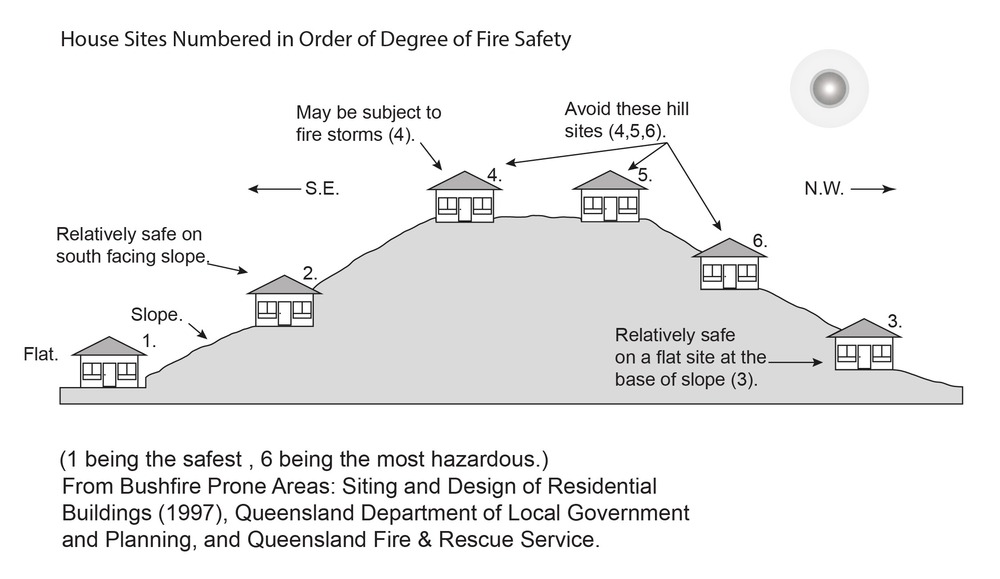 House Sites Numbered in Order of Degree of Fire Safety
May be subject to
fire storms (4).
Avoid these hill
sites (4,5,6).
4.
5.
S.E.
N.W.
Relatively safe on
south facing slope.
6.
2.
Slope.
3.
Flat.
1.
Relatively safe
on a flat site at the
base of slope (3).
(1 being the safest , 6 being the most hazardous.)
From Bushfire Prone Areas: Siting and Design of Residential
Buildings (1997), Queensland Department of Local Government
and Planning, and Queensland Fire & Rescue Service.